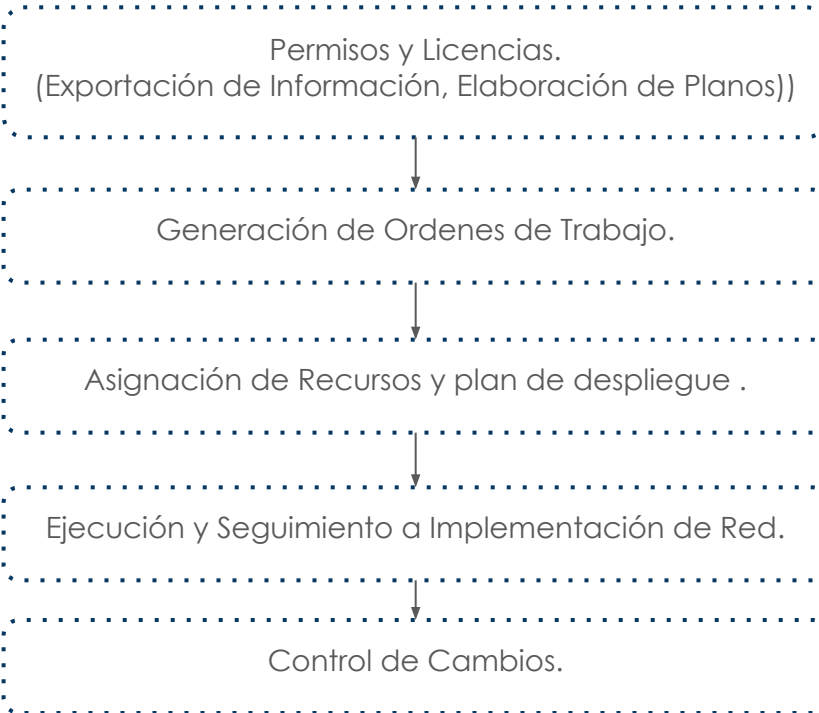 Permisos y Licencias.
(Exportación de Información, Elaboración de Planos))
Generación de Ordenes de Trabajo.
Asignación de Recursos y plan de despliegue .
Ejecución y Seguimiento a Implementación de Red.
Control de Cambios.